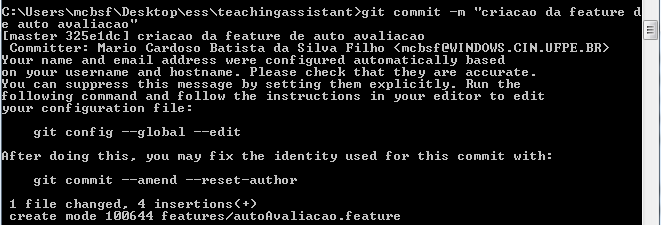 C:\Users\mcbsf\Desktop\ess\teachingassistant>git commit -m "criacao da feature d
e auto avaliacao"
[master 325e1dc] criacao da feature de auto avaliacao
 Committer: Mario Cardoso Batista da Silva Filho <mcbsf@WINDOWS.CIN.UFPE.BR>
Your name and email address were configured automatically based
on your username and hostname. Please check that they are accurate.
You can suppress this message by setting them explicitly. Run the
following command and follow the instructions in your editor to edit
your configuration file:
    git config --global --edit
After doing this, you may fix the identity used for this commit with:
    git commit --amend --reset-author
 1 file changed, 4 insertions(+)
 create mode 100644 features/autoAvaliacao.feature